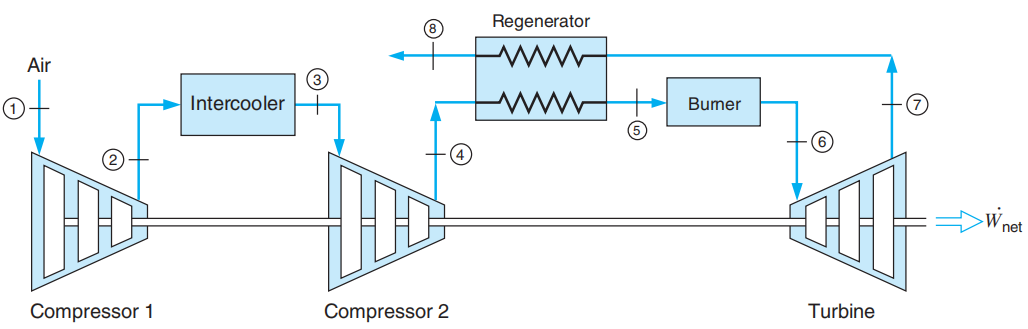 Regenerator
8
Air
3
Intercooler
Burner
1
7
5
6
2
4
Ẇnet
Compressor 1
Compressor 2
Turbine